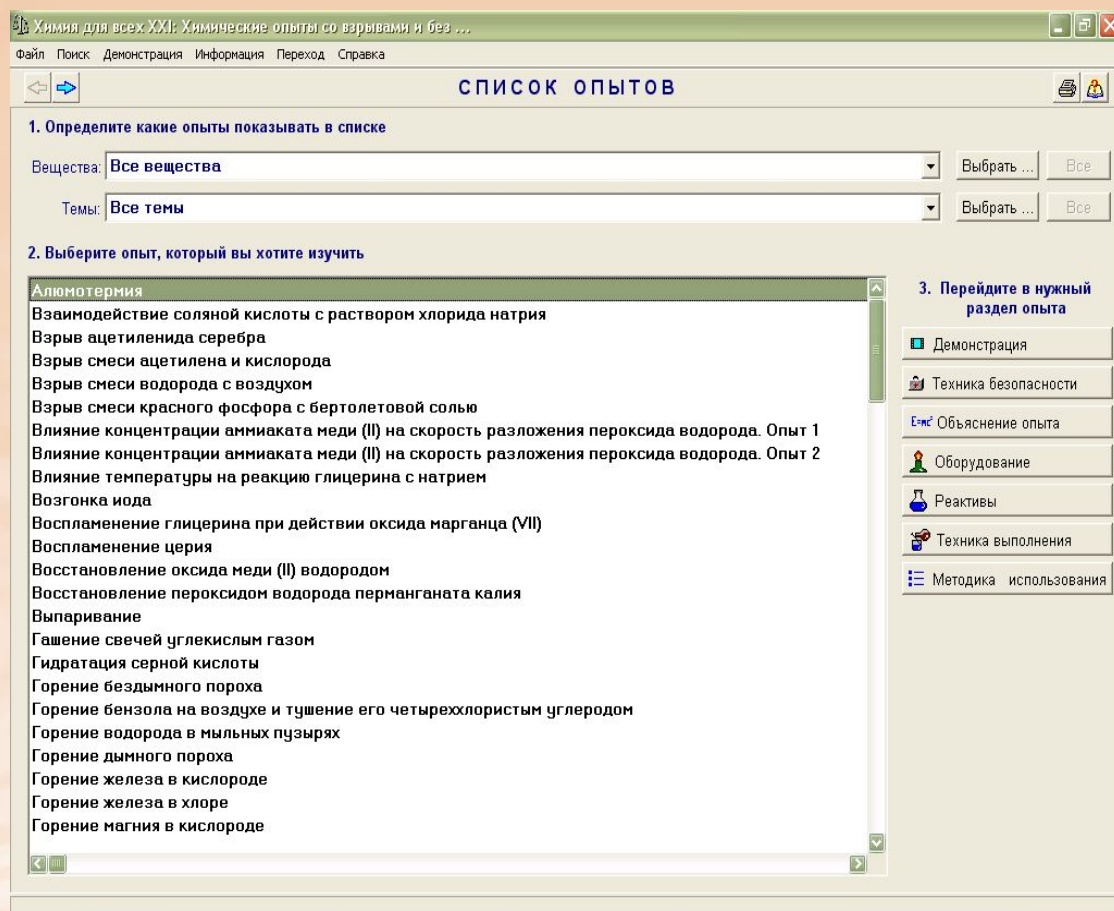 Химия для всех XXI: Химические опыты со взрывами и без ...
Файл Поиск Демонстрация Информация Переход Справка
СПИСОК ОПЫТОВ
1. Определите какие опыты показывать в списке
Вещества: Все вещества Выбрать ... Все
Темы: Все темы Выбрать ... Все
2. Выберите опыт, который вы хотите изучить
Алюмотермия
Взаимодействие соляной кислоты с раствором хлорида натрия
Взрыв ацетиленида серебра
Взрыв смеси ацетилена и кислорода
Взрыв смеси водорода с воздухом
Взрыв смеси красного фосфора с бертолетовой солью
Влияние концентрации аммиаката меди (II) на скорость разложения пероксида водорода. Опыт 1
Влияние концентрации аммиаката меди (II) на скорость разложения пероксида водорода. Опыт 2
Влияние температуры на реакцию глицерина с натрием
Возгонка иода
Воспламенение глицерина при действии оксида марганца (VII)
Воспламенение церия
Восстановление оксида меди (II) водородом
Восстановление пероксидом водорода перманганата калия
Выпаривание
Гашение свечей углекислым газом
Гидратация серной кислоты
Горение бездымного пороха
Горение бензола на воздухе и тушение его четыреххлористым углеродом
Горение водорода в мыльных пузырях
Горение дымного пороха
Горение железа в кислороде
Горение железа в хлоре
Горение магния в кислороде
3. Перейдите в нужный
раздел опыта
Демонстрация
Техника безопасности
E=mc² Объяснение опыта
Оборудование
Реактивы
Техника выполнения
Методика использования